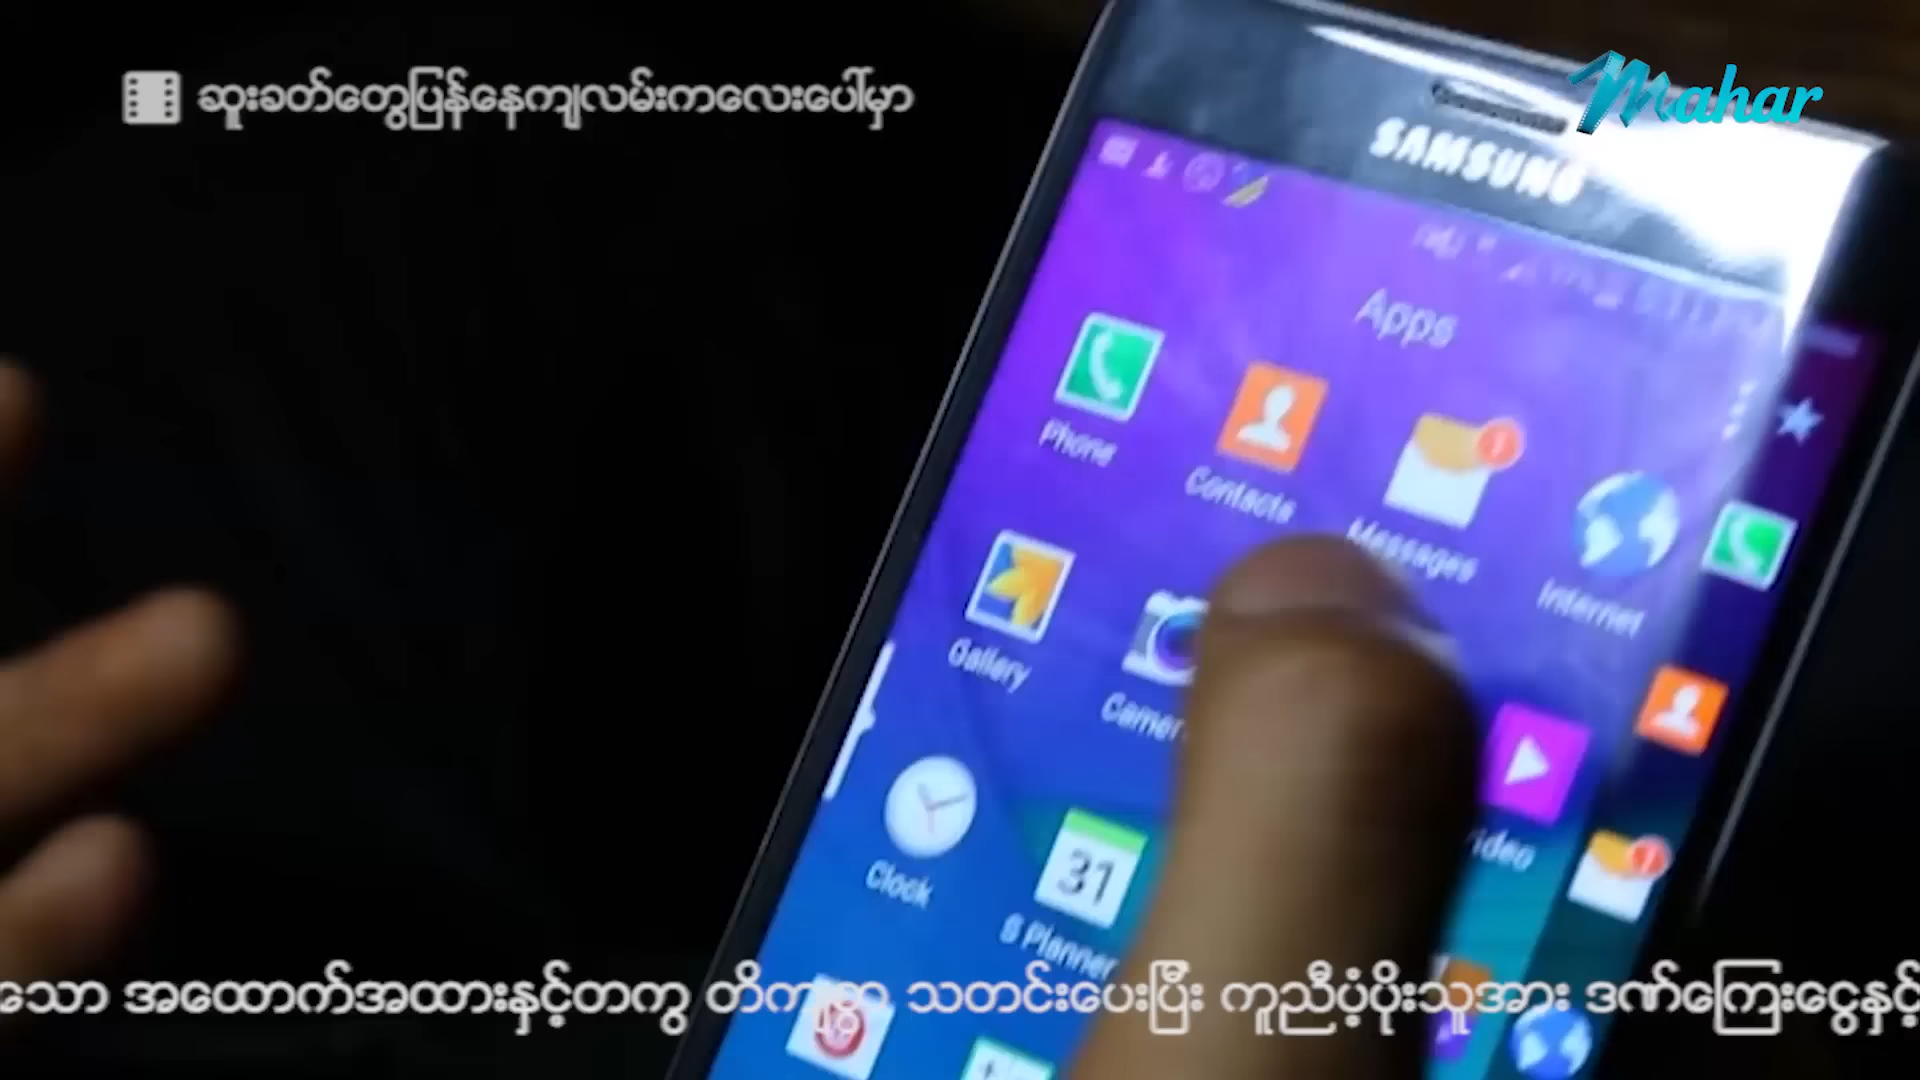 ဆူးခတ်တွေပြန်နေကျလမ်းကလေးပေါ်မှာ
Mahar
SAMSUNG
Apps
Phone
Contacts
Messages
Internet
Gallery
Clock
31
S Planner
သော အထောက်အထားနှင့်တကွ တိကျစွာ သတင်းပေးပြီး ကူညီပံ့ပိုးသူအား ဒဏ်ကြေးငွေနှင့်